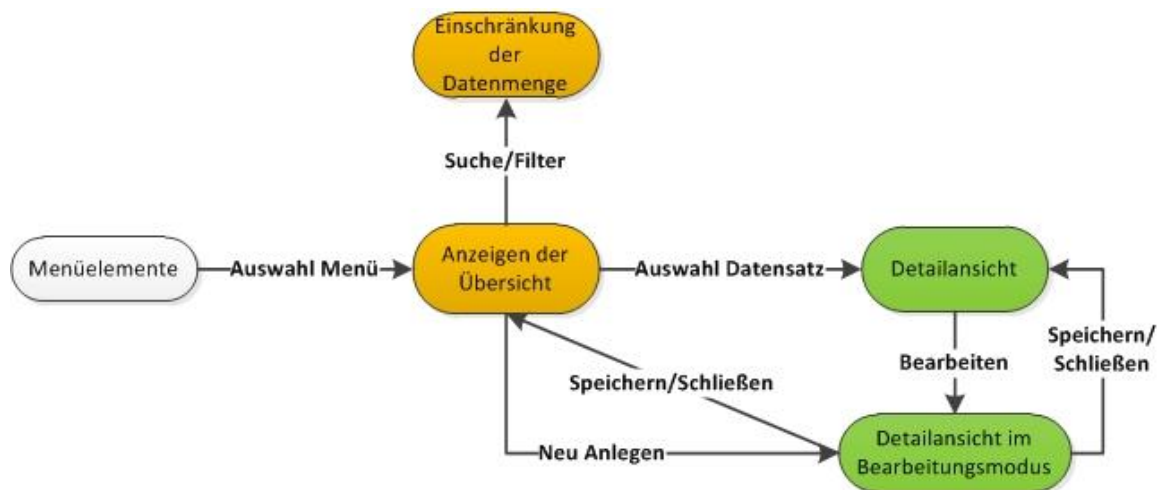 Einschränkung
der
Datenmenge
Suche/Filter
Menüelemente
Auswahl Menü
Anzeigen der
Übersicht
Auswahl Datensatz
Detailansicht
Speichern/
Schließen
Bearbeiten
Speichern/Schließen
Neu Anlegen
Detailansicht im
Bearbeitungsmodus